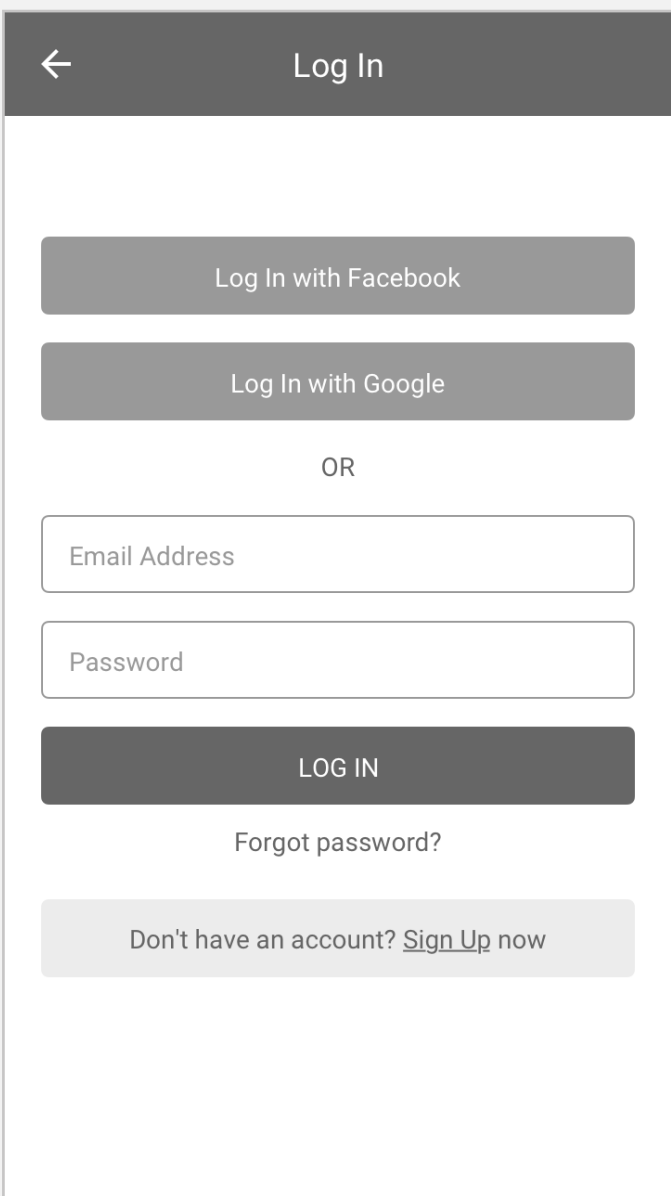 Log In
Log In with Facebook
Log In with Google
OR
Email Address
Password
LOG IN
Forgot password?
Don't have an account? Sign Up now